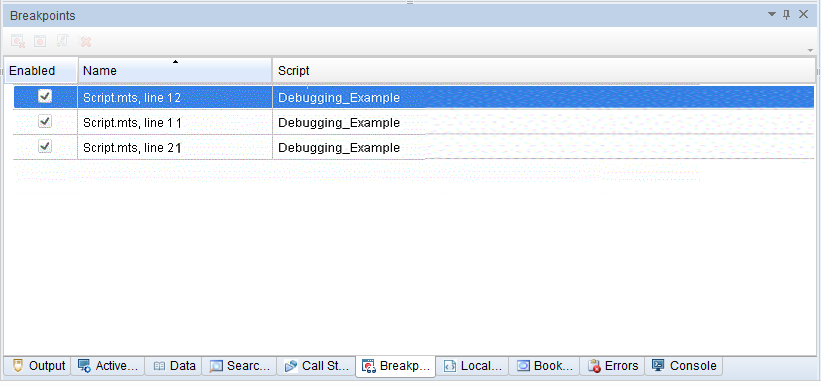 Breakpoints
Enabled Name Script
Script.mts, line 12 Debugging_Example
Script.mts, line 11 Debugging_Example
Script.mts, line 21 Debugging_Example
Output Active... Data Searc... Call St... Breakp... Local... Book... Errors Console